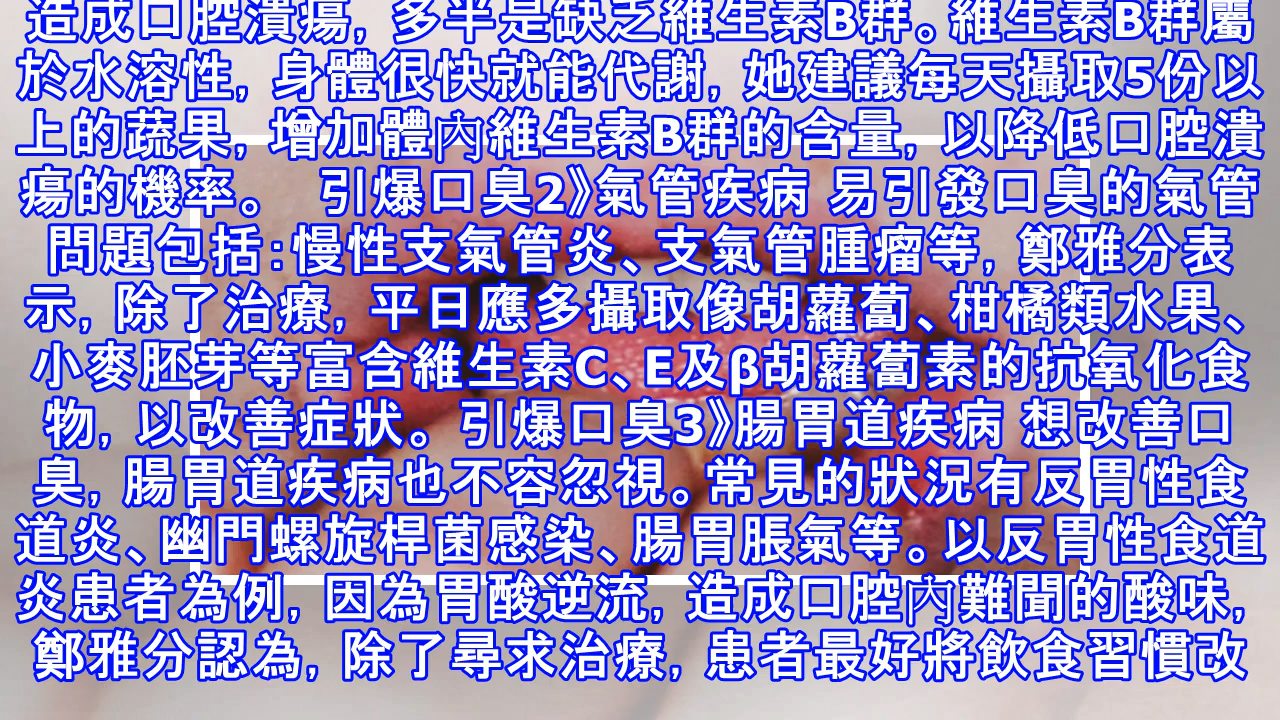 造成口腔潰瘍, 多半是缺乏維生素B群。維生素B群屬
於水溶性, 身體很快就能代謝, 她建議每天攝取5份以
上的蔬果, 增加體內維生素B群的含量, 以降低口腔潰
瘍的機率。 引爆口臭2》氣管疾病 易引發口臭的氣管
問題包括:慢性支氣管炎、支氣管腫瘤等, 鄭雅分表
示, 除了治療, 平日應多攝取像胡蘿蔔、柑橘類水果、
小麥胚芽等富含維生素C、E及β胡蘿蔔素的抗氧化食
物, 以改善症狀。引爆口臭3》腸胃道疾病 想改善口
臭, 腸胃道疾病也不容忽視。常見的狀況有反胃性食
道炎、幽門螺旋桿菌感染、腸胃脹氣等。以反胃性食道
炎患者為例, 因為胃酸逆流, 造成口腔內難聞的酸味,
鄭雅分認為, 除了尋求治療, 患者最好將飲食習慣改